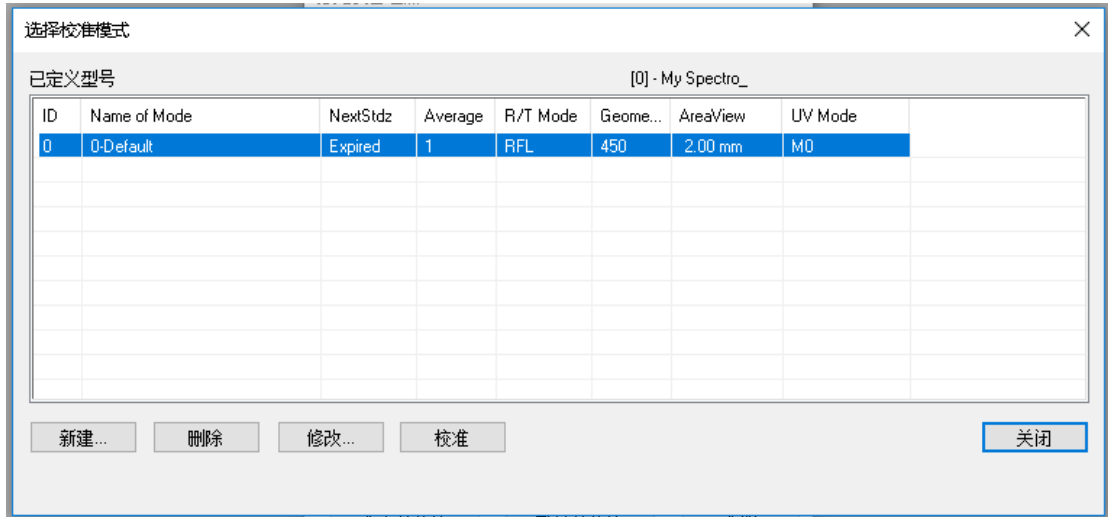 选择校准模式
已定义型号 [0] - My Spectro_
ID Name of Mode NextStdz Average R/T Mode Geome... AreaView UV Mode
0 0-Default Expired 1 RFL 450 2.00 mm M0
新建... 删除 修改... 校准 关闭